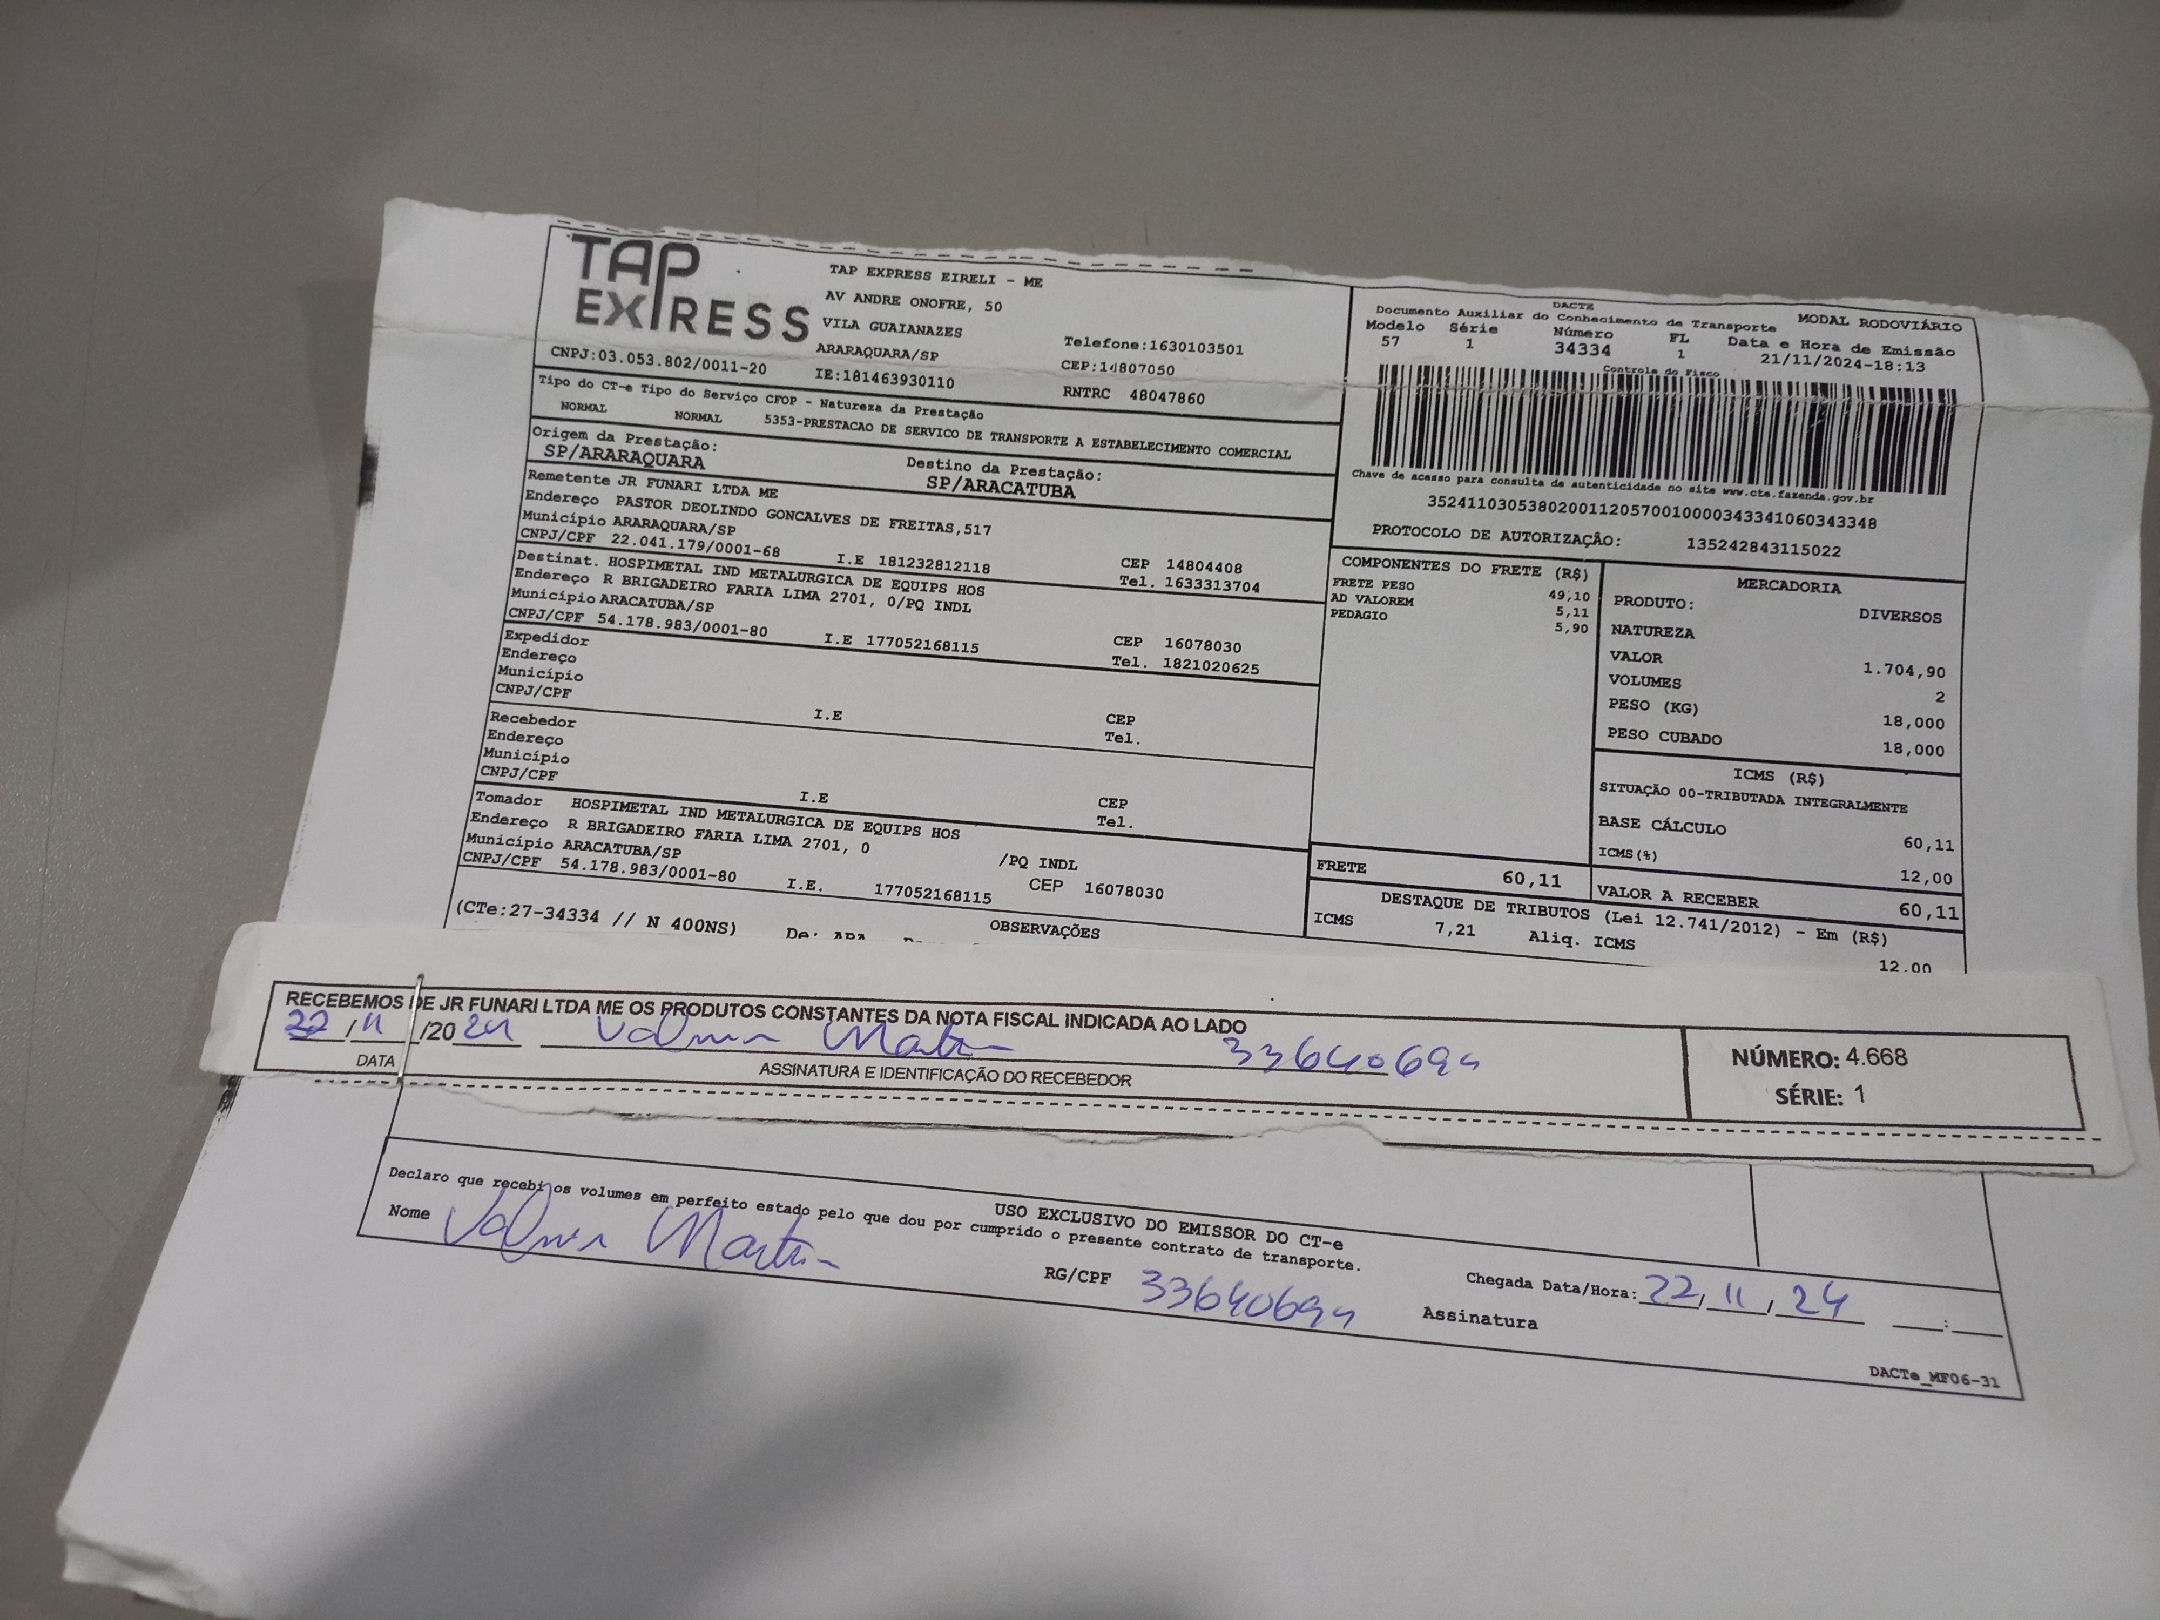 TAP
EXPRESS
TAP EXPRESS EIRELI - ME
AV ANDRE ONOFRE, 50
VILA GUAIANAZES
ARARAQUARA/SP
Telefone:1630103501
CEP:14807050
CNPJ:03.053.802/0011-20
IE:181463930110
RNTRC 48047860
DACTE
Documento Auxiliar do Conhecimento de Transporte
MODAL RODOVIÁRIO
Modelo Série Número FL Data e Hora de Emissão
57 1 34334 1 21/11/2024-18:13
Controle do Fisco
Chave de acesso para consulta de autenticidade no site www.cte.fazenda.gov.br
35241103053802001120570010000343341060343348
PROTOCOLO DE AUTORIZAÇÃO: 135242843115022
Tipo do CT-e Tipo do Serviço CFOP - Natureza da Prestação
NORMAL NORMAL 5353-PRESTACAO DE SERVICO DE TRANSPORTE A ESTABELECIMENTO COMERCIAL
Origem da Prestação: Destino da Prestação:
SP/ARARAQUARA SP/ARACATUBA
Remetente JR FUNARI LTDA ME
Endereço PASTOR DEOLINDO GONCALVES DE FREITAS,517
Município ARARAQUARA/SP CEP 14804408
CNPJ/CPF 22.041.179/0001-68 I.E 181232812118 Tel. 1633313704
Destinat. HOSPIMETAL IND METALURGICA DE EQUIPS HOS
Endereço R BRIGADEIRO FARIA LIMA 2701, 0/PQ INDL
Município ARACATUBA/SP CEP 16078030
CNPJ/CPF 54.178.983/0001-80 I.E 177052168115 Tel. 1821020625
Expedidor
Endereço
Município CEP
CNPJ/CPF I.E Tel.
Recebedor
Endereço
Município CEP
CNPJ/CPF I.E Tel.
Tomador HOSPIMETAL IND METALURGICA DE EQUIPS HOS
Endereço R BRIGADEIRO FARIA LIMA 2701, 0 /PQ INDL
Município ARACATUBA/SP CEP 16078030
CNPJ/CPF 54.178.983/0001-80 I.E. 177052168115
COMPONENTES DO FRETE (R$)
FRETE PESO 49,10
AD VALOREM 5,11
PEDAGIO 5,90
FRETE 60,11
MERCADORIA
PRODUTO: DIVERSOS
NATUREZA
VALOR 1.704,90
VOLUMES 2
PESO (KG) 18,000
PESO CUBADO 18,000
ICMS (R$)
SITUAÇÃO 00-TRIBUTADA INTEGRALMENTE
BASE CÁLCULO 60,11
ICMS(%) 12,00
VALOR A RECEBER 60,11
DESTAQUE DE TRIBUTOS (Lei 12.741/2012) - Em (R$)
ICMS 7,21 Aliq. ICMS 12.00
OBSERVAÇÕES
(CTe:27-34334 // N 400NS) De: ARA
RECEBEMOS DE JR FUNARI LTDA ME OS PRODUTOS CONSTANTES DA NOTA FISCAL INDICADA AO LADO
22/11/2024 Valmir Martin 33640694
DATA ASSINATURA E IDENTIFICAÇÃO DO RECEBEDOR
NÚMERO: 4.668
SÉRIE: 1
USO EXCLUSIVO DO EMISSOR DO CT-e
Declaro que recebi os volumes em perfeito estado pelo que dou por cumprido o presente contrato de transporte.
Nome Valmir Martin
RG/CPF 33640694
Chegada Data/Hora: 22/11/24 __:__
Assinatura
DACTe_MF06-31